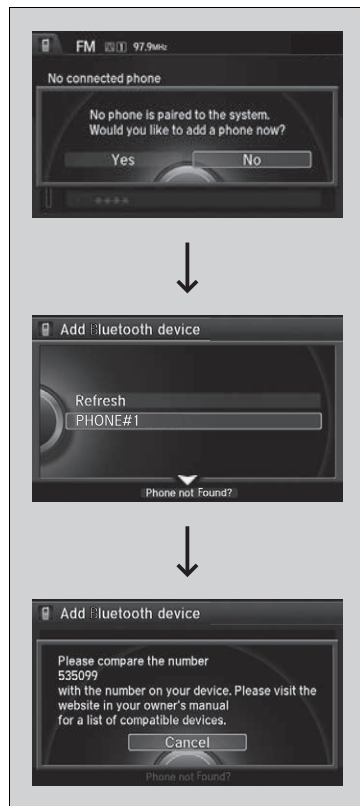 FM 1 97.9MHz
No connected phone
No phone is paired to the system.
Would you like to add a phone now?
Yes No
****
Add Bluetooth device
Refresh
PHONE#1
Phone not Found?
Add Bluetooth device
Please compare the number
535099
with the number on your device. Please visit the
website in your owner's manual
for a list of compatible devices.
Cancel
Phone not Found?